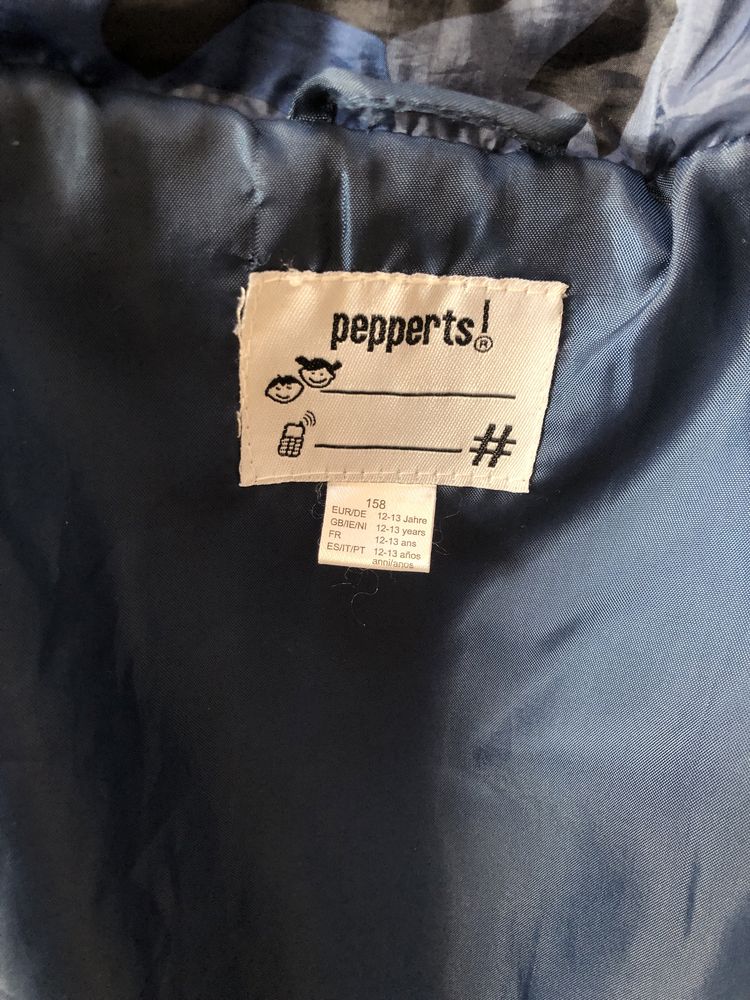 pepperts!®
#
158
EUR/DE 12-13 Jahre
GB/IE/NI 12-13 years
FR 12-13 ans
ES/IT/PT 12-13 años
anni/anos